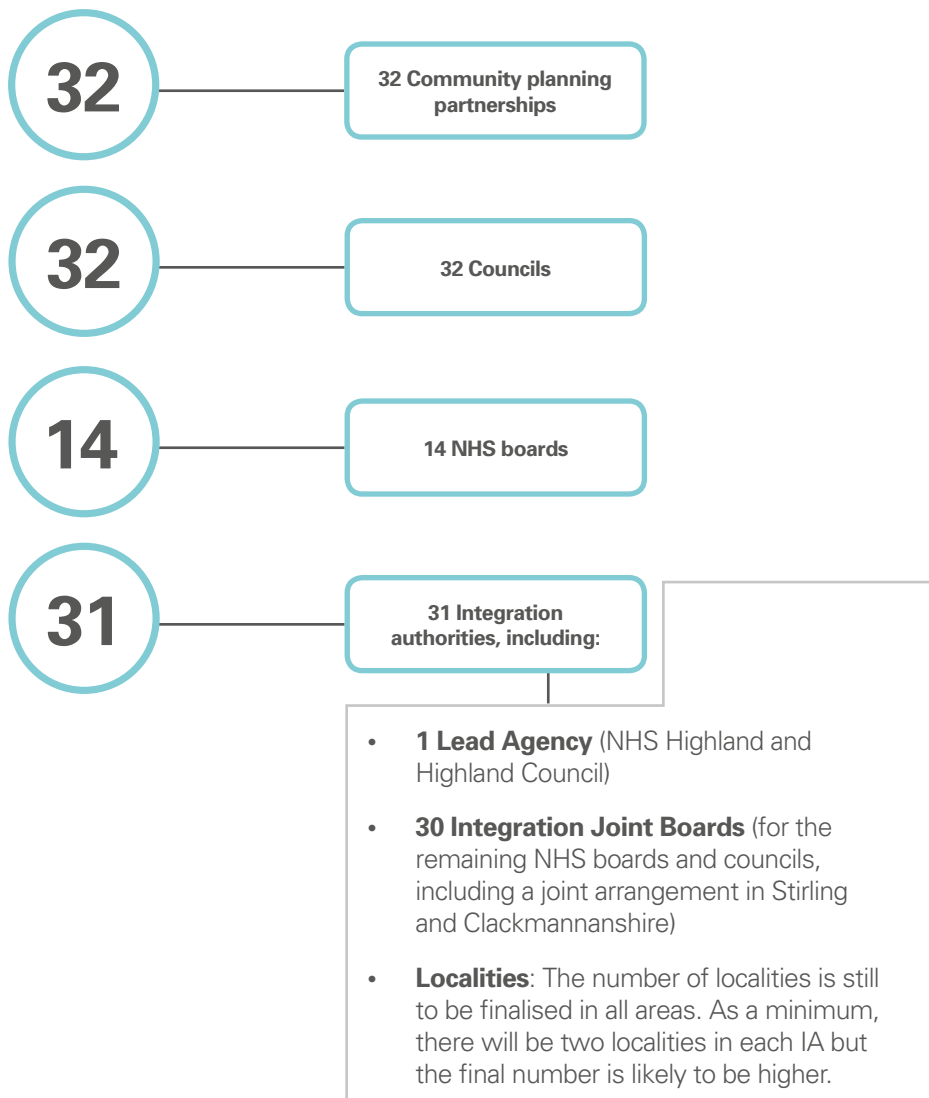 32
32 Community planning
partnerships
32
32 Councils
14
14 NHS boards
31
31 Integration
authorities, including:
• 1 Lead Agency (NHS Highland and
Highland Council)
• 30 Integration Joint Boards (for the
remaining NHS boards and councils,
including a joint arrangement in Stirling
and Clackmannanshire)
• Localities: The number of localities is still
to be finalised in all areas. As a minimum,
there will be two localities in each IA but
the final number is likely to be higher.